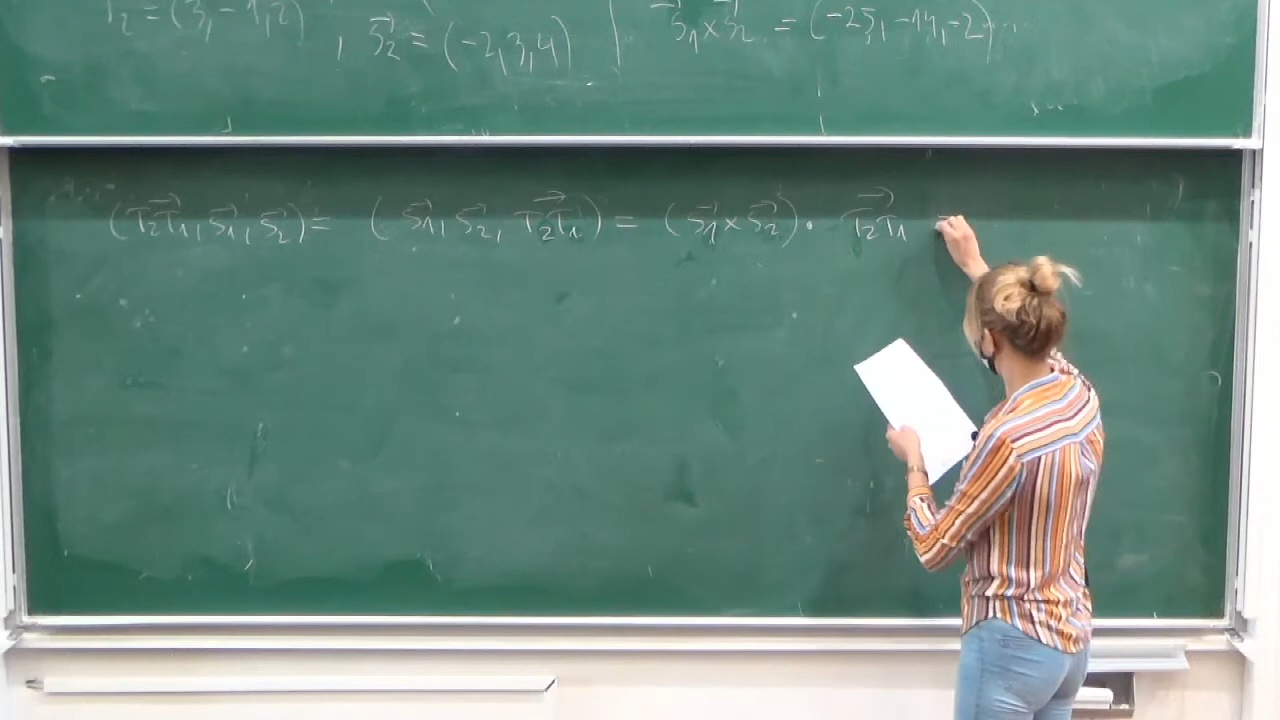 T₂ = (3, -1, 2), s⃗₂ = (-2, 3, 4) | s⃗₁ × s⃗₂ = (-25, -14, -2)
(T₂T₁⃗, s⃗₁, s⃗₂) = (s⃗₁, s⃗₂, T₂T₁⃗) = (s⃗₁ × s⃗₂) · T₂T₁⃗